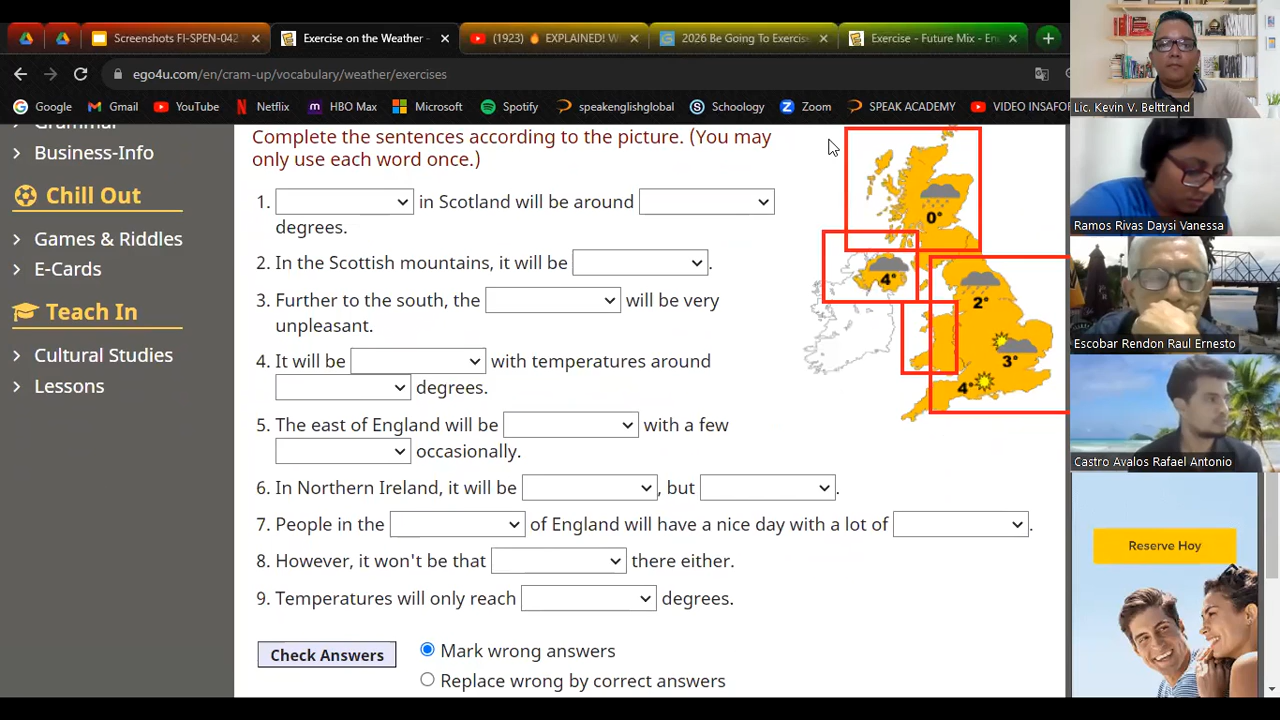 Screenshots FI-SPEN-042
Exercise on the Weather
(1923) 🔥 EXPLAINED! W
2026 Be Going To Exercise
Exercise - Future Mix - En
ego4u.com/en/cram-up/vocabulary/weather/exercises
Google Gmail YouTube Netflix HBO Max Microsoft Spotify speakenglishglobal Schoology Zoom SPEAK ACADEMY VIDEO INSAFOR
Business-Info
Chill Out
Games & Riddles
E-Cards
Teach In
Cultural Studies
Lessons
Complete the sentences according to the picture. (You may
only use each word once.)
1. in Scotland will be around
degrees.
2. In the Scottish mountains, it will be .
3. Further to the south, the will be very
unpleasant.
4. It will be with temperatures around
degrees.
5. The east of England will be with a few
occasionally.
6. In Northern Ireland, it will be , but .
7. People in the of England will have a nice day with a lot of .
8. However, it won't be that there either.
9. Temperatures will only reach degrees.
Check Answers
Mark wrong answers
Replace wrong by correct answers
0°
4°
2°
3°
4°
Lic. Kevin V. Belttrand
Ramos Rivas Daysi Vanessa
Escobar Rendon Raul Ernesto
Castro Avalos Rafael Antonio
Reserve Hoy